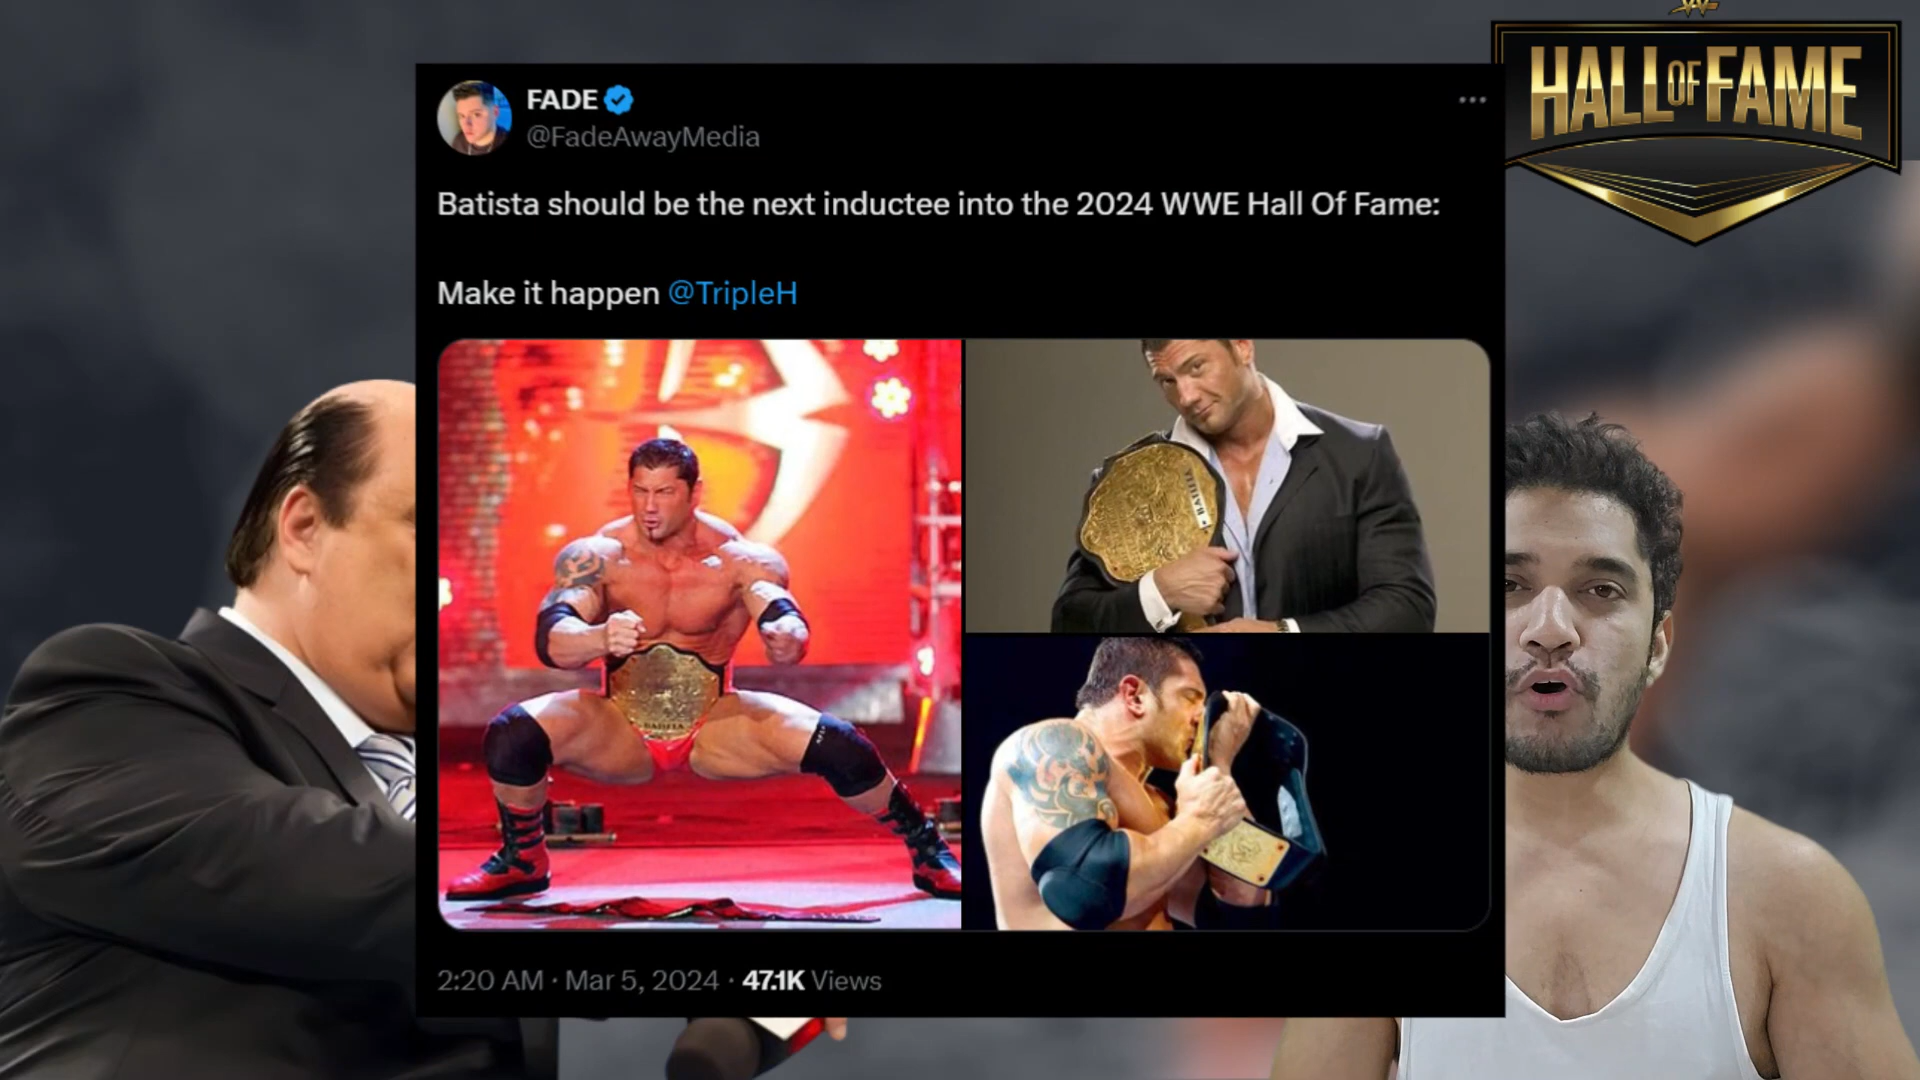 HALL OF FAME
FADE
@FadeAwayMedia
Batista should be the next inductee into the 2024 WWE Hall Of Fame:
Make it happen @TripleH
BATISTA
2:20 AM · Mar 5, 2024 · 47.1K Views